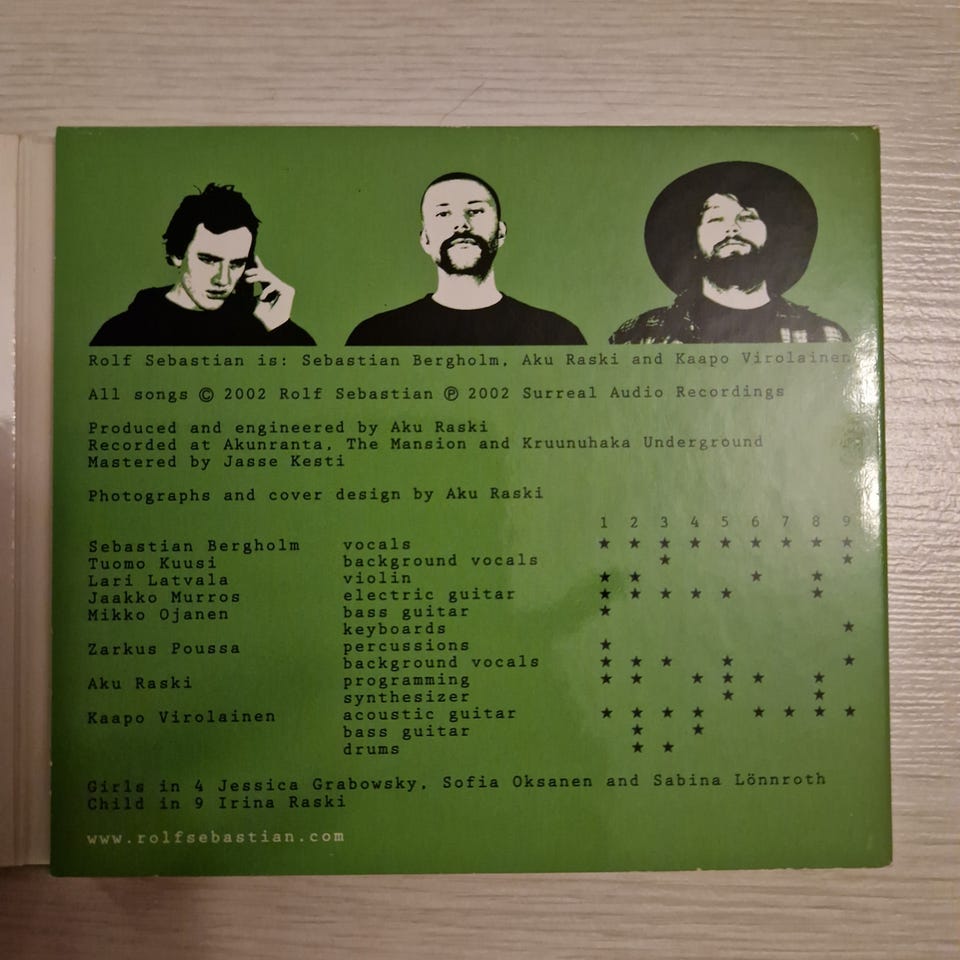 Rolf Sebastian is: Sebastian Bergholm, Aku Raski and Kaapo Virolainen
All songs © 2002 Rolf Sebastian ℗ 2002 Surreal Audio Recordings
Produced and engineered by Aku Raski
Recorded at Akunranta, The Mansion and Kruunuhaka Underground
Mastered by Jasse Kesti
Photographs and cover design by Aku Raski
1 2 3 4 5 6 7 8 9
Sebastian Bergholm vocals ★ ★ ★ ★ ★ ★ ★ ★ ★
Tuomo Kuusi background vocals ★ ★
Lari Latvala violin ★ ★ ★ ★
Jaakko Murros electric guitar ★ ★ ★ ★ ★ ★
Mikko Ojanen bass guitar ★
keyboards ★
Zarkus Poussa percussions ★
background vocals ★ ★ ★ ★ ★
Aku Raski programming ★ ★ ★ ★ ★ ★
synthesizer ★ ★
Kaapo Virolainen acoustic guitar ★ ★ ★ ★ ★ ★ ★ ★
bass guitar ★ ★
drums ★ ★
Girls in 4 Jessica Grabowsky, Sofia Oksanen and Sabina Lönnroth
Child in 9 Irina Raski
www.rolfsebastian.com